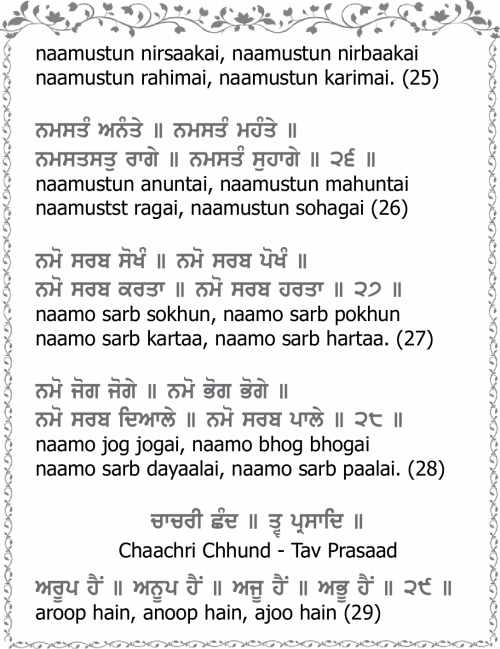 naamustun nirsaakai, naamustun nirbaakai
naamustun rahimai, naamustun karimai. (25)
ਨਮਸਤੰ ਅਨੰਤੇ ॥ ਨਮਸਤੰ ਮਹੰਤੇ ॥
ਨਮਸਤਸਤੁ ਰਾਗੇ ॥ ਨਮਸਤੰ ਸੁਹਾਗੇ ॥ ੨੬ ॥
naamustun anuntai, naamustun mahuntai
naamustst ragai, naamustun sohagai (26)
ਨਮੋ ਸਰਬ ਸੋਖੰ ॥ ਨਮੋ ਸਰਬ ਪੋਖੰ ॥
ਨਮੋ ਸਰਬ ਕਰਤਾ ॥ ਨਮੋ ਸਰਬ ਹਰਤਾ ॥ ੨੭ ॥
naamo sarb sokhun, naamo sarb pokhun
naamo sarb kartaa, naamo sarb hartaa. (27)
ਨਮੋ ਜੋਗ ਜੋਗੇ ॥ ਨਮੋ ਭੋਗ ਭੋਗੇ ॥
ਨਮੋ ਸਰਬ ਦਿਆਲੇ ॥ ਨਮੋ ਸਰਬ ਪਾਲੇ ॥ ੨੮ ॥
naamo jog jogai, naamo bhog bhogai
naamo sarb dayaalai, naamo sarb paalai. (28)
ਚਾਚਰੀ ਛੰਦ ॥ ਤ੍ਵ ਪ੍ਰਸਾਦਿ ॥
Chaachri Chhund - Tav Prasaad
ਅਰੂਪ ਹੈਂ ॥ ਅਨੂਪ ਹੈਂ ॥ ਅਜੂ ਹੈਂ ॥ ਅਭੂ ਹੈਂ ॥ ੨੯ ॥
aroop hain, anoop hain, ajoo hain (29)